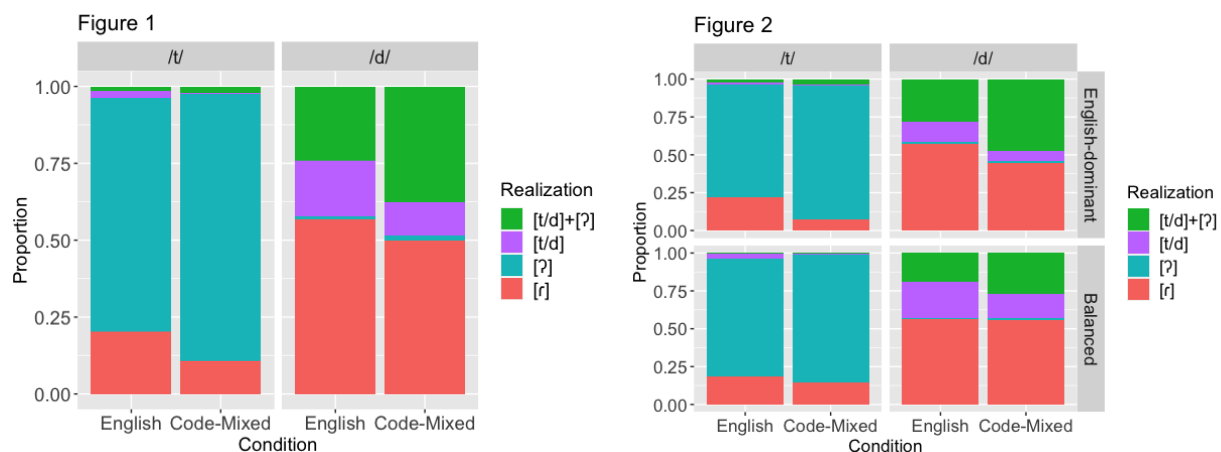 Figure 1
/t/
/d/
1.00
0.75
0.50
0.25
0.00
Proportion
English
Code-Mixed
English
Code-Mixed
Condition
Realization
[t/d]+[ʔ]
[t/d]
[ʔ]
[ɾ]
Figure 2
/t/
/d/
1.00
0.75
0.50
0.25
0.00
English-dominant
1.00
0.75
0.50
0.25
0.00
Balanced
Proportion
English
Code-Mixed
English
Code-Mixed
Condition
Realization
[t/d]+[ʔ]
[t/d]
[ʔ]
[ɾ]